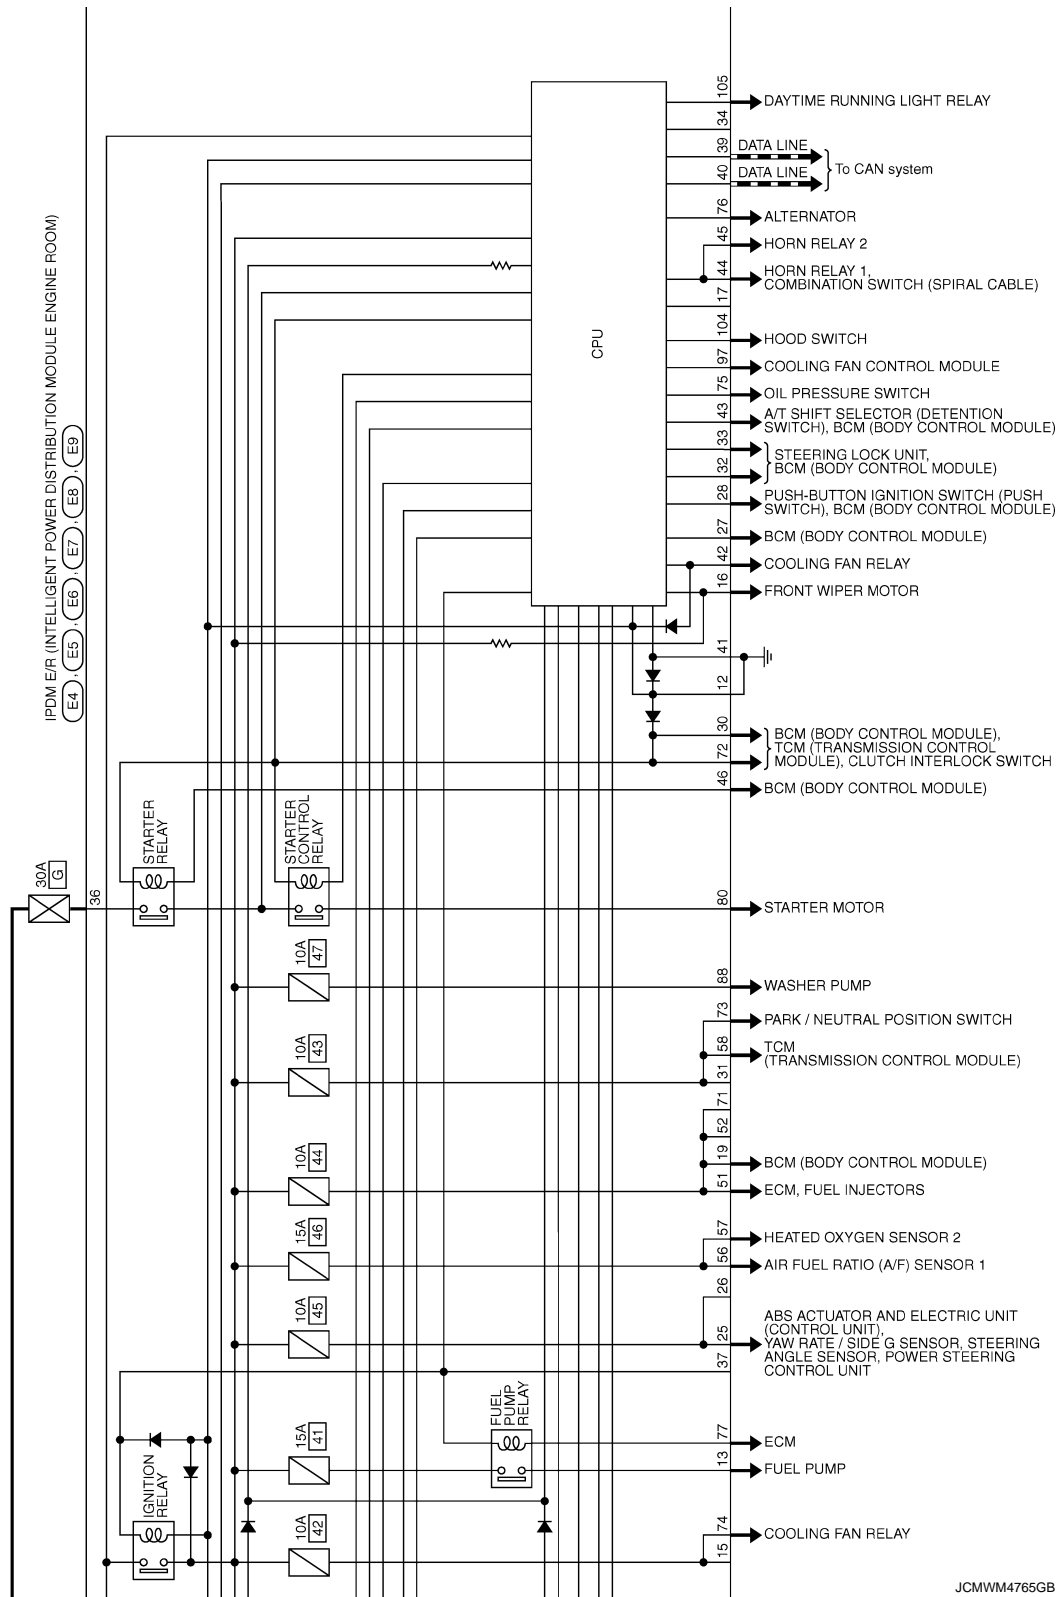 IPDM E/R (INTELLIGENT POWER DISTRIBUTION MODULE ENGINE ROOM)
E4 , E5 , E6 , E7 , E8 , E9
CPU
105
DAYTIME RUNNING LIGHT RELAY
34
39
DATA LINE
40
DATA LINE
To CAN system
76
ALTERNATOR
45
HORN RELAY 2
44
HORN RELAY 1,
COMBINATION SWITCH (SPIRAL CABLE)
17
104
HOOD SWITCH
97
COOLING FAN CONTROL MODULE
75
OIL PRESSURE SWITCH
43
A/T SHIFT SELECTOR (DETENTION
SWITCH), BCM (BODY CONTROL MODULE)
33
32
STEERING LOCK UNIT,
BCM (BODY CONTROL MODULE)
28
PUSH-BUTTON IGNITION SWITCH (PUSH
SWITCH), BCM (BODY CONTROL MODULE)
27
BCM (BODY CONTROL MODULE)
42
COOLING FAN RELAY
16
FRONT WIPER MOTOR
41
12
30
72
BCM (BODY CONTROL MODULE),
TCM (TRANSMISSION CONTROL
MODULE), CLUTCH INTERLOCK SWITCH
46
BCM (BODY CONTROL MODULE)
STARTER
RELAY
STARTER
CONTROL
RELAY
30A
G
36
80
STARTER MOTOR
10A
47
88
WASHER PUMP
73
PARK / NEUTRAL POSITION SWITCH
10A
43
58
TCM
(TRANSMISSION CONTROL MODULE)
31
71
52
10A
44
19
BCM (BODY CONTROL MODULE)
51
ECM, FUEL INJECTORS
15A
46
57
HEATED OXYGEN SENSOR 2
56
AIR FUEL RATIO (A/F) SENSOR 1
26
10A
45
25
ABS ACTUATOR AND ELECTRIC UNIT
(CONTROL UNIT),
YAW RATE / SIDE G SENSOR, STEERING
ANGLE SENSOR, POWER STEERING
CONTROL UNIT
37
FUEL
PUMP
RELAY
15A
41
77
ECM
13
FUEL PUMP
IGNITION
RELAY
10A
42
74
COOLING FAN RELAY
15
JCMWM4765GB